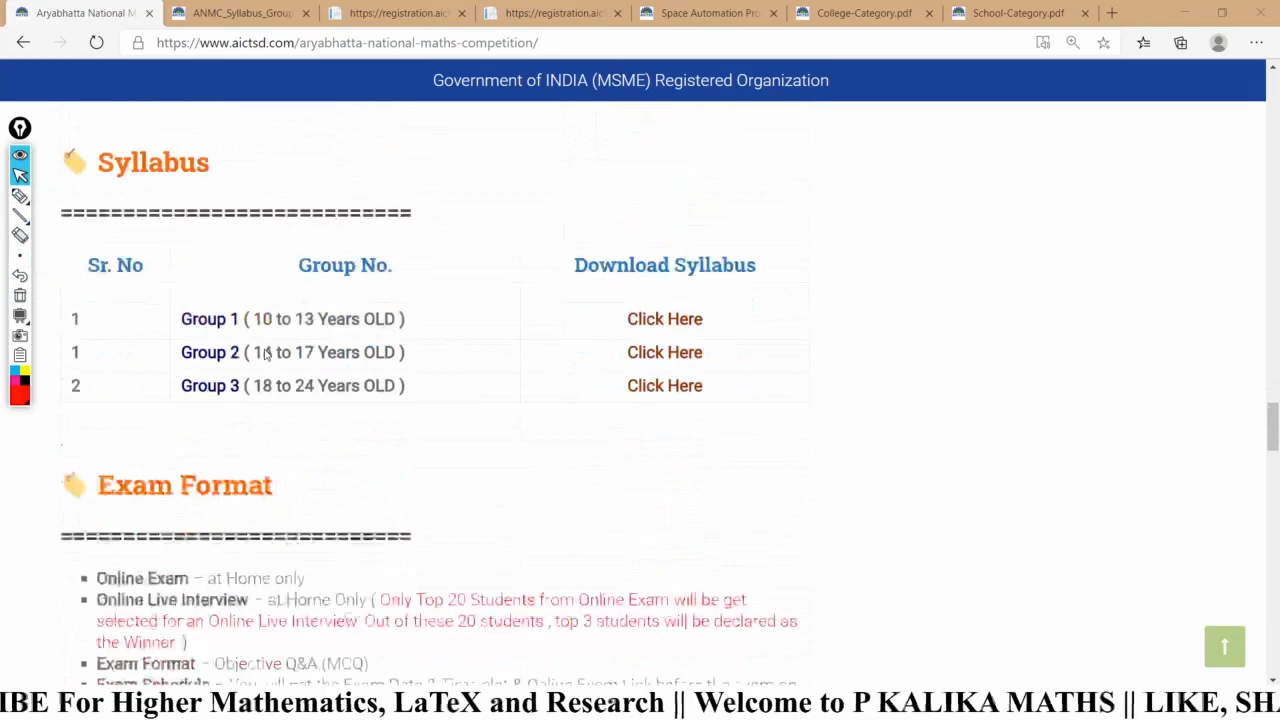 Aryabhatta National M
ANMC_Syllabus_Group
https://registration.aic
https://registration.aic
Space Automation Pro
College-Category.pdf
School-Category.pdf
https://www.aictsd.com/aryabhatta-national-maths-competition/
Government of INDIA (MSME) Registered Organization
Syllabus
==========================
Sr. No Group No. Download Syllabus
1 Group 1 ( 10 to 13 Years OLD ) Click Here
1 Group 2 ( 14 to 17 Years OLD ) Click Here
2 Group 3 ( 18 to 24 Years OLD ) Click Here
Exam Format
==========================
Online Exam – at Home only
Online Live Interview – at Home Only ( Only Top 20 Students from Online Exam will be get
selected for an Online Live Interview Out of these 20 students , top 3 students will be declared as
the Winner )
Exam Format – Objective Q&A (MCQ)
IBE For Higher Mathematics, LaTeX and Research || Welcome to P KALIKA MATHS || LIKE, SHA